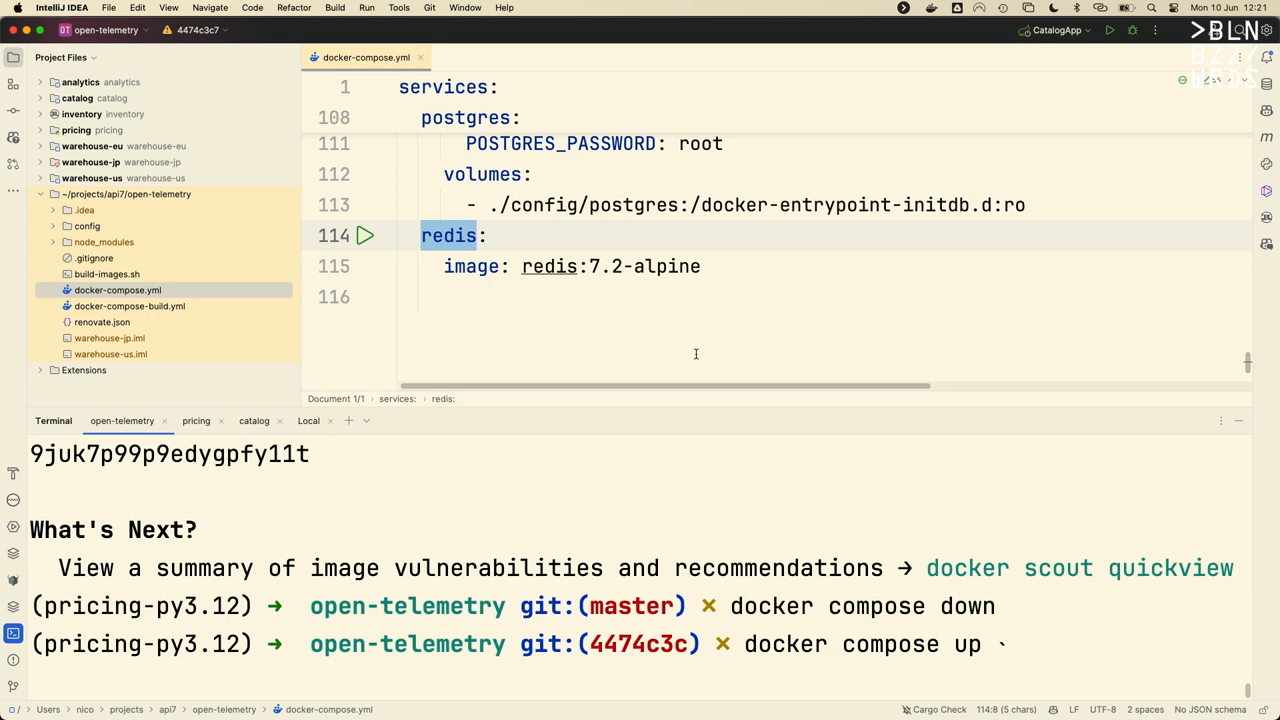 IntelliJ IDEA File Edit View Navigate Code Refactor Build Run Tools Git Window Help Mon 10 Jun 12:21
OT open-telemetry 4474c3c7 CatalogApp >BLN
Project Files docker-compose.yml
analytics analytics
catalog catalog
inventory inventory
pricing pricing
warehouse-eu warehouse-eu
warehouse-jp warehouse-jp
warehouse-us warehouse-us
~/projects/api7/open-telemetry
.idea
config
node_modules
.gitignore
build-images.sh
docker-compose.yml
docker-compose-build.yml
renovate.json
warehouse-jp.iml
warehouse-us.iml
Extensions
1 services:
108 postgres:
111 POSTGRES_PASSWORD: root
112 volumes:
113 - ./config/postgres:/docker-entrypoint-initdb.d:ro
114 redis:
115 image: redis:7.2-alpine
116
Document 1/1 services: redis:
Terminal open-telemetry pricing catalog Local
9juk7p99p9edygpfy11t
What's Next?
View a summary of image vulnerabilities and recommendations → docker scout quickview
(pricing-py3.12) ➜ open-telemetry git:(master) ✗ docker compose down
(pricing-py3.12) ➜ open-telemetry git:(4474c3c) ✗ docker compose up `
/ Users nico projects api7 open-telemetry docker-compose.yml Cargo Check 114:8 (5 chars) LF UTF-8 2 spaces No JSON schema